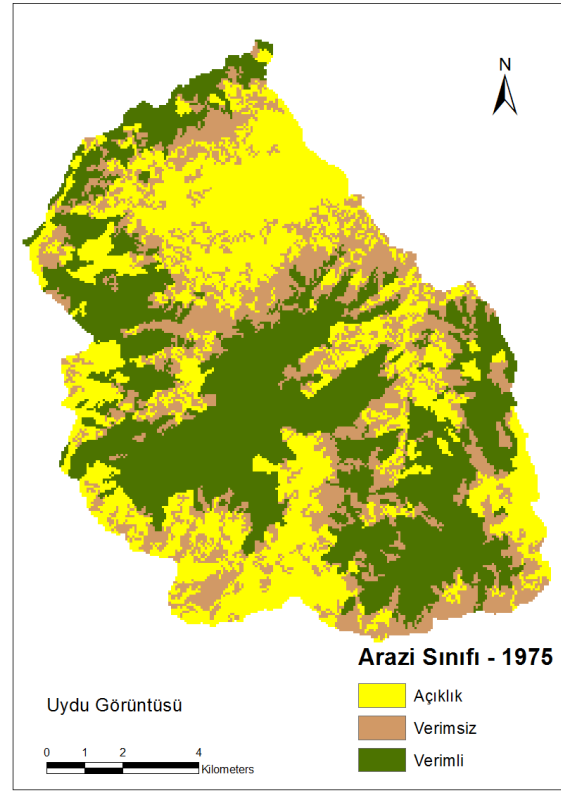 N
Arazi Sınıfı - 1975
Açıklık
Verimsiz
Verimli
Uydu Görüntüsü
0 1 2 4
Kilometers